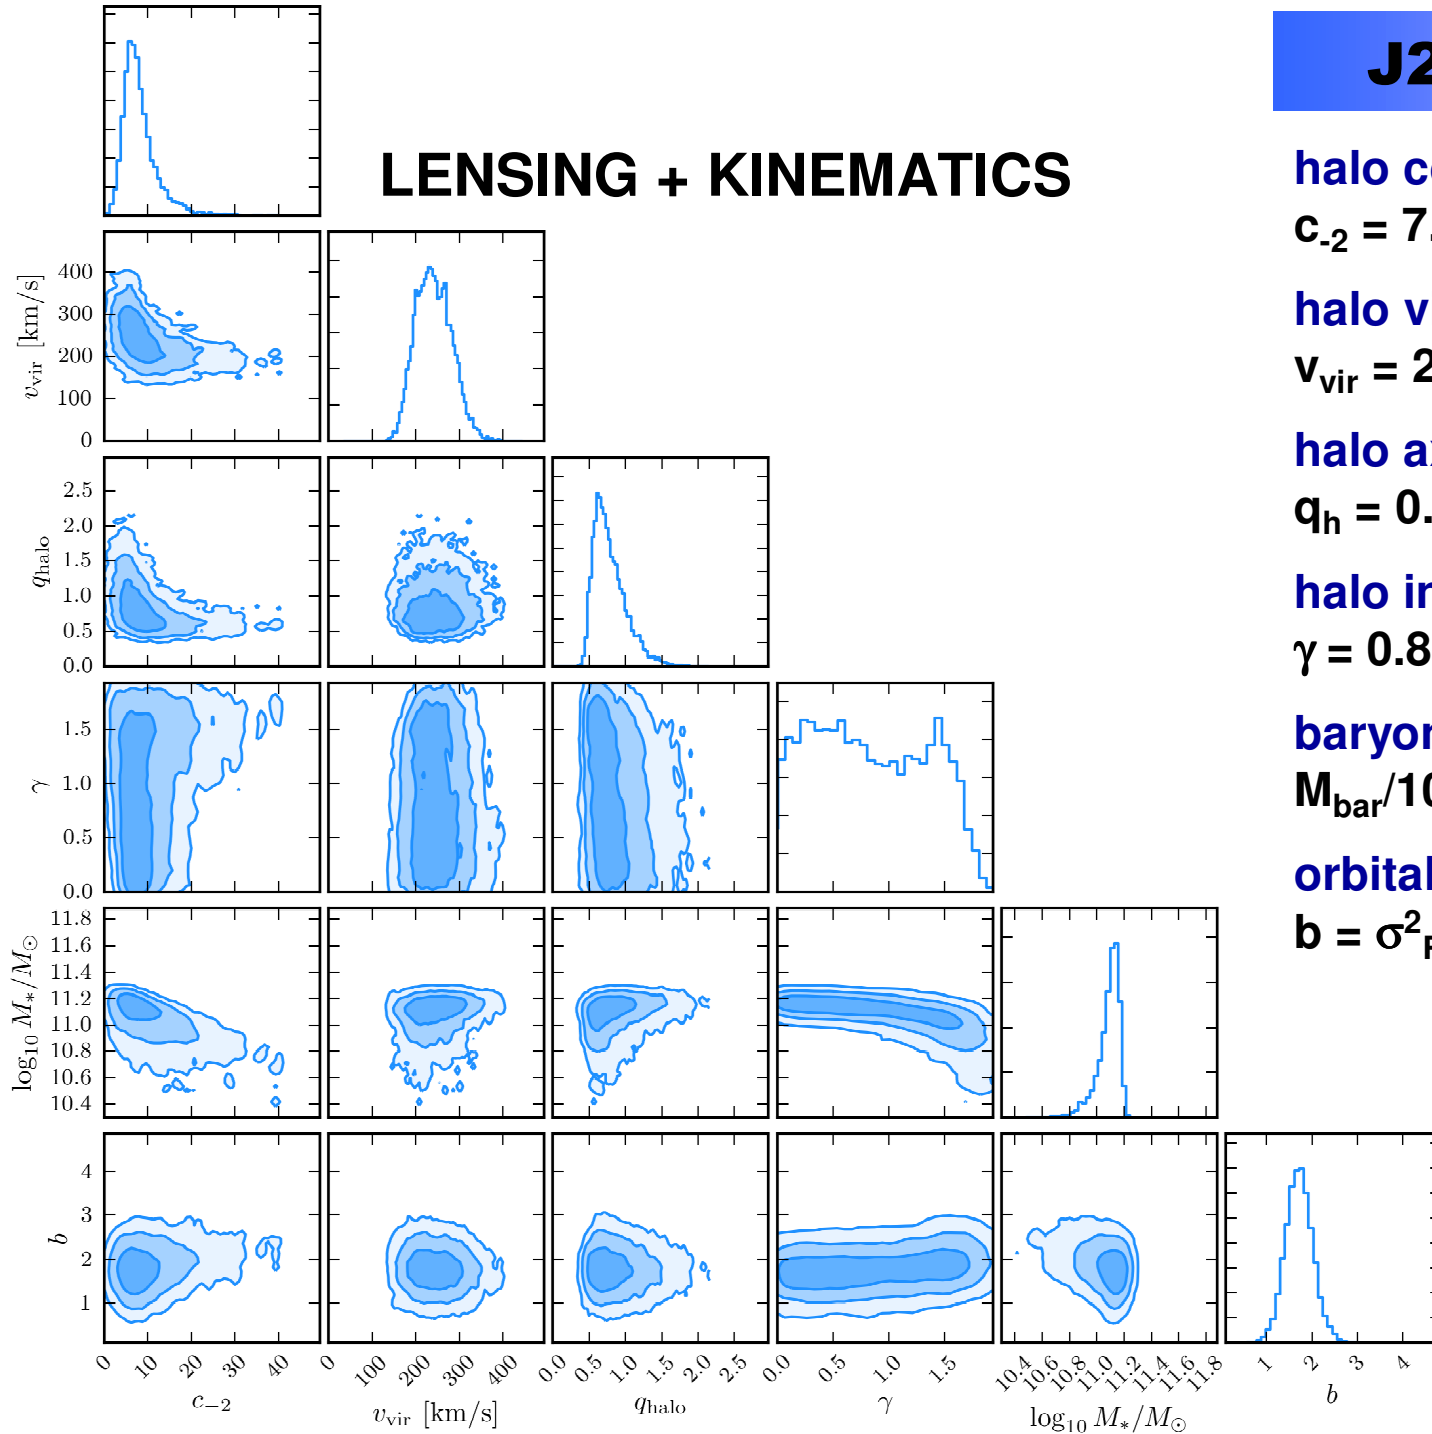 LENSING + KINEMATICS
J2
halo co
c-2 = 7.
halo v
vvir = 2
halo ax
qh = 0.
halo in
γ = 0.8
baryon
Mbar/10
orbital
b = σ2
400
300
200
100
0
vvir [km/s]
2.5
2.0
1.5
1.0
0.5
0.0
qhalo
1.5
1.0
0.5
0.0
γ
11.8
11.6
11.4
11.2
11.0
10.8
10.6
10.4
log10 M*/M⊙
4
3
2
1
b
0 10 20 30 40
c−2
0 100 200 300 400
vvir [km/s]
0.0 0.5 1.0 1.5 2.0 2.5
qhalo
0.0 0.5 1.0 1.5
γ
10.4 10.6 10.8 11.0 11.2 11.4 11.6 11.8
log10 M*/M⊙
1 2 3 4
b